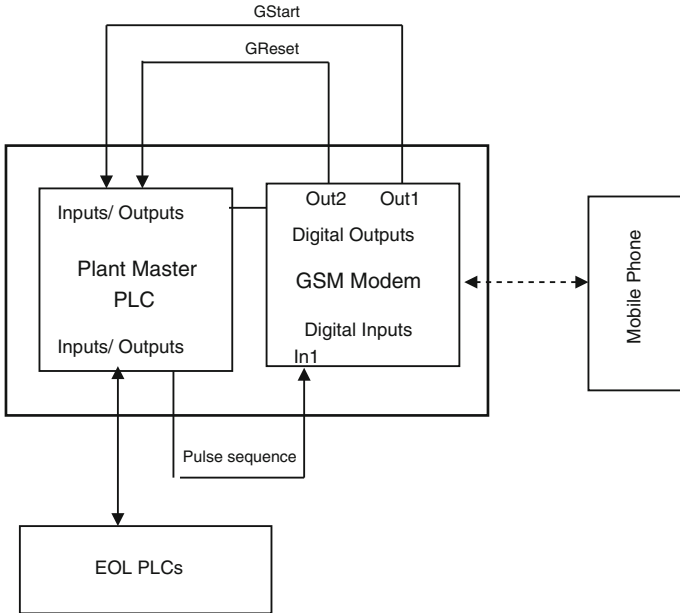 GStart
GReset
Inputs/ Outputs
Plant Master
PLC
Inputs/ Outputs
Out2 Out1
Digital Outputs
GSM Modem
Digital Inputs
In1
Mobile Phone
Pulse sequence
EOL PLCs